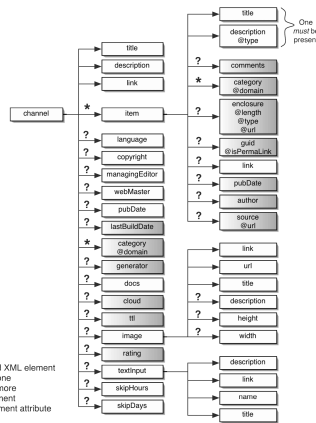 title
One
must be
present
description
@type
title
? comments
description
* category
@domain
link
channel
* item
? enclosure
@length
@type
@url
? language
? guid
@isPermaLink
? copyright
? link
? managingEditor
? pubDate
? webMaster
? author
? pubDate
? source
@url
? lastBuildDate
* category
@domain
link
? generator
url
? docs
title
? cloud
? description
? ttl
? height
? image
? width
? rating
XML element
one
more
ment
ment attribute
? textInput
description
link
? skipHours
name
? skipDays
title